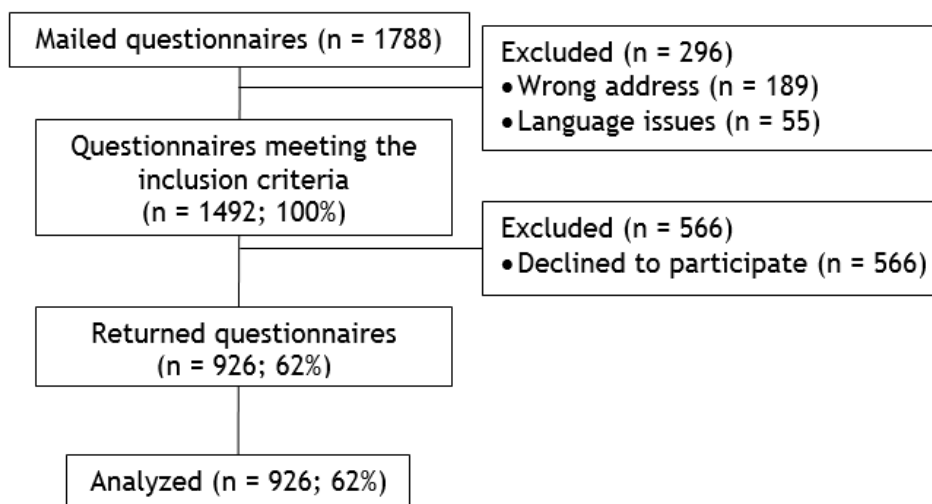 Mailed questionnaires (n = 1788)
Excluded (n = 296)
•Wrong address (n = 189)
•Language issues (n = 55)
Questionnaires meeting the
inclusion criteria
(n = 1492; 100%)
Excluded (n = 566)
•Declined to participate (n = 566)
Returned questionnaires
(n = 926; 62%)
Analyzed (n = 926; 62%)